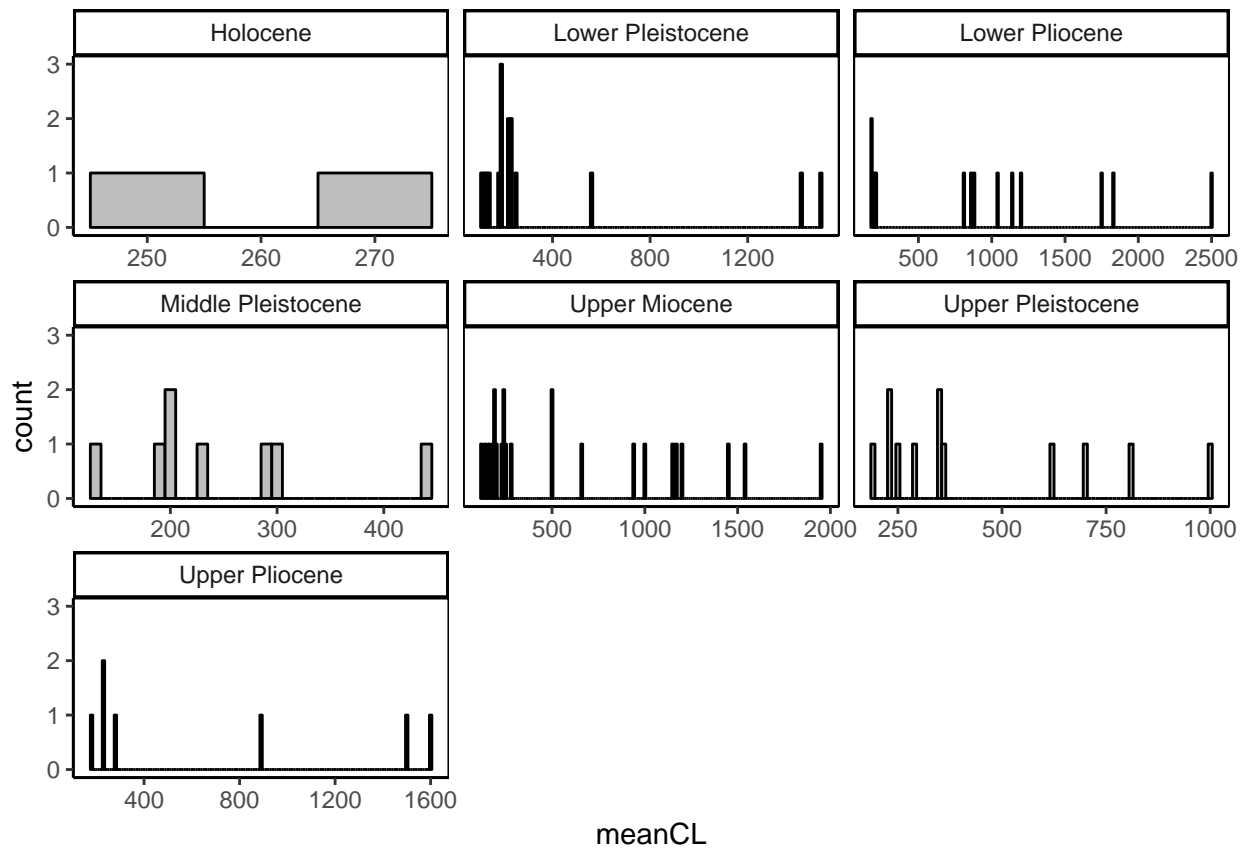 Holocene Lower Pleistocene Lower Pliocene
3
2
1
0
250 260 270 400 800 1200 500 1000 1500 2000 2500
Middle Pleistocene Upper Miocene Upper Pleistocene
3
2
1
0
200 300 400 500 1000 1500 2000 250 500 750 1000
Upper Pliocene
3
2
1
0
400 800 1200 1600
count
meanCL